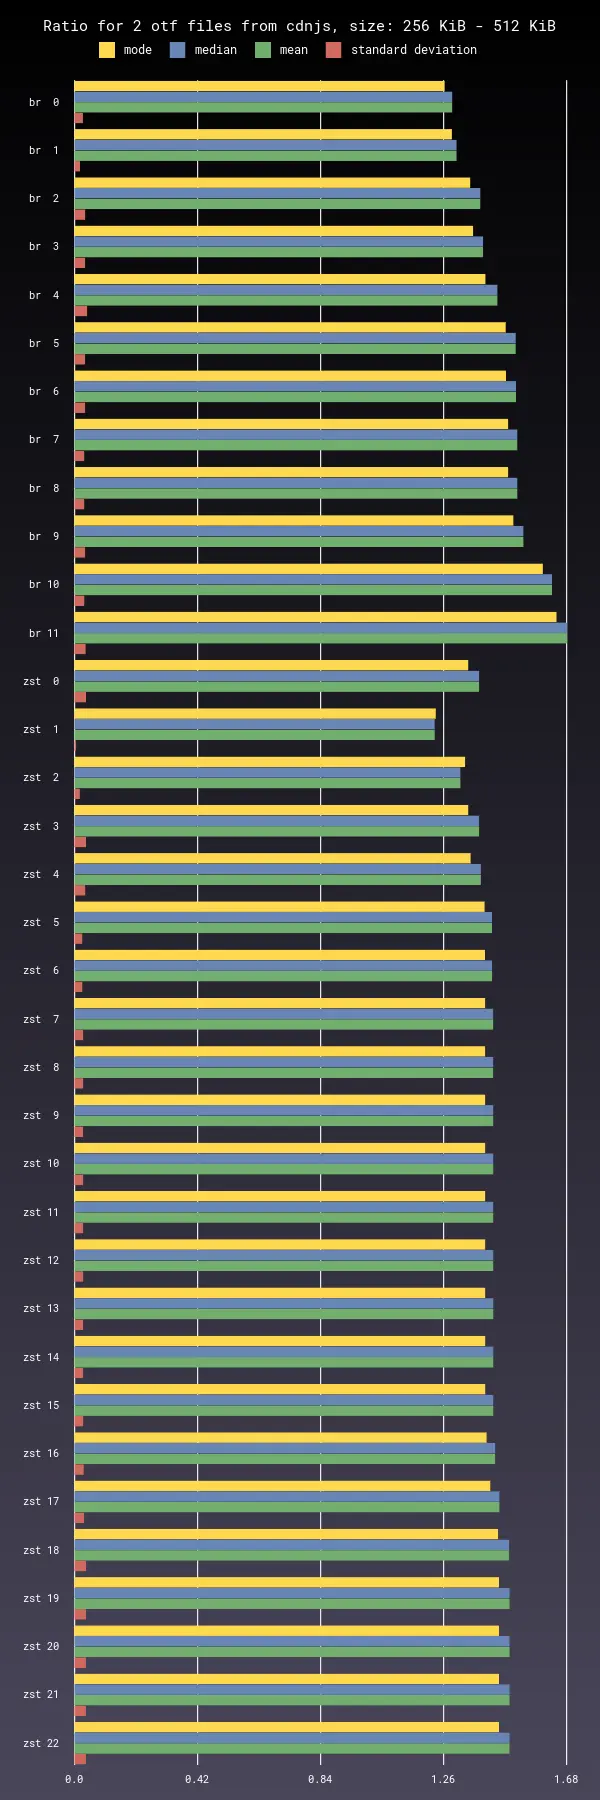 Ratio for 2 otf files from cdnjs, size: 256 KiB - 512 KiB
mode median mean standard deviation
br 0
br 1
br 2
br 3
br 4
br 5
br 6
br 7
br 8
br 9
br 10
br 11
zst 0
zst 1
zst 2
zst 3
zst 4
zst 5
zst 6
zst 7
zst 8
zst 9
zst 10
zst 11
zst 12
zst 13
zst 14
zst 15
zst 16
zst 17
zst 18
zst 19
zst 20
zst 21
zst 22
0.0 0.42 0.84 1.26 1.68